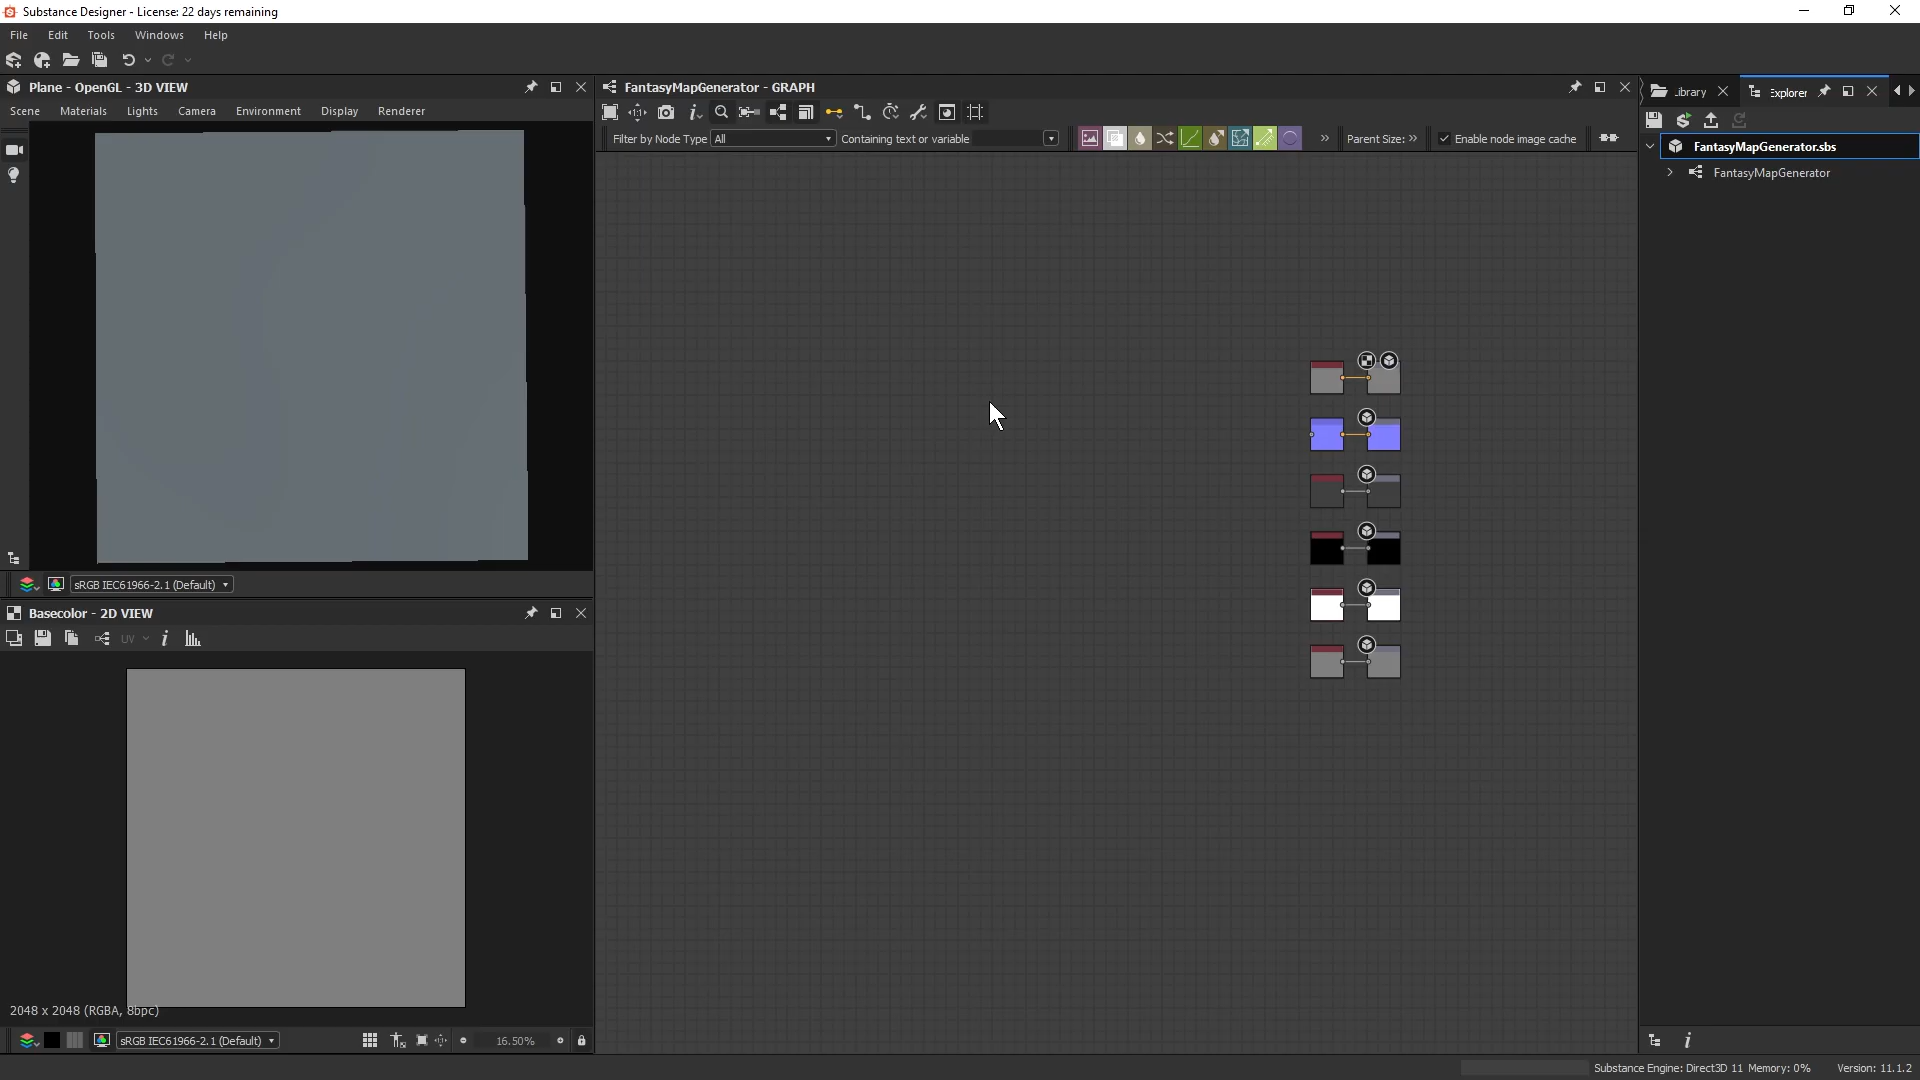 Substance Designer - License: 22 days remaining
File Edit Tools Windows Help
Plane - OpenGL - 3D VIEW
Scene Materials Lights Camera Environment Display Renderer
sRGB IEC61966-2.1 (Default)
Basecolor - 2D VIEW
UV
2048 x 2048 (RGBA, 8bpc)
sRGB IEC61966-2.1 (Default)
16.50%
FantasyMapGenerator - GRAPH
Filter by Node Type All Containing text or variable
Parent Size: Enable node image cache
ibrary Explorer
FantasyMapGenerator.sbs
FantasyMapGenerator
Substance Engine: Direct3D 11 Memory: 0% Version: 11.1.2